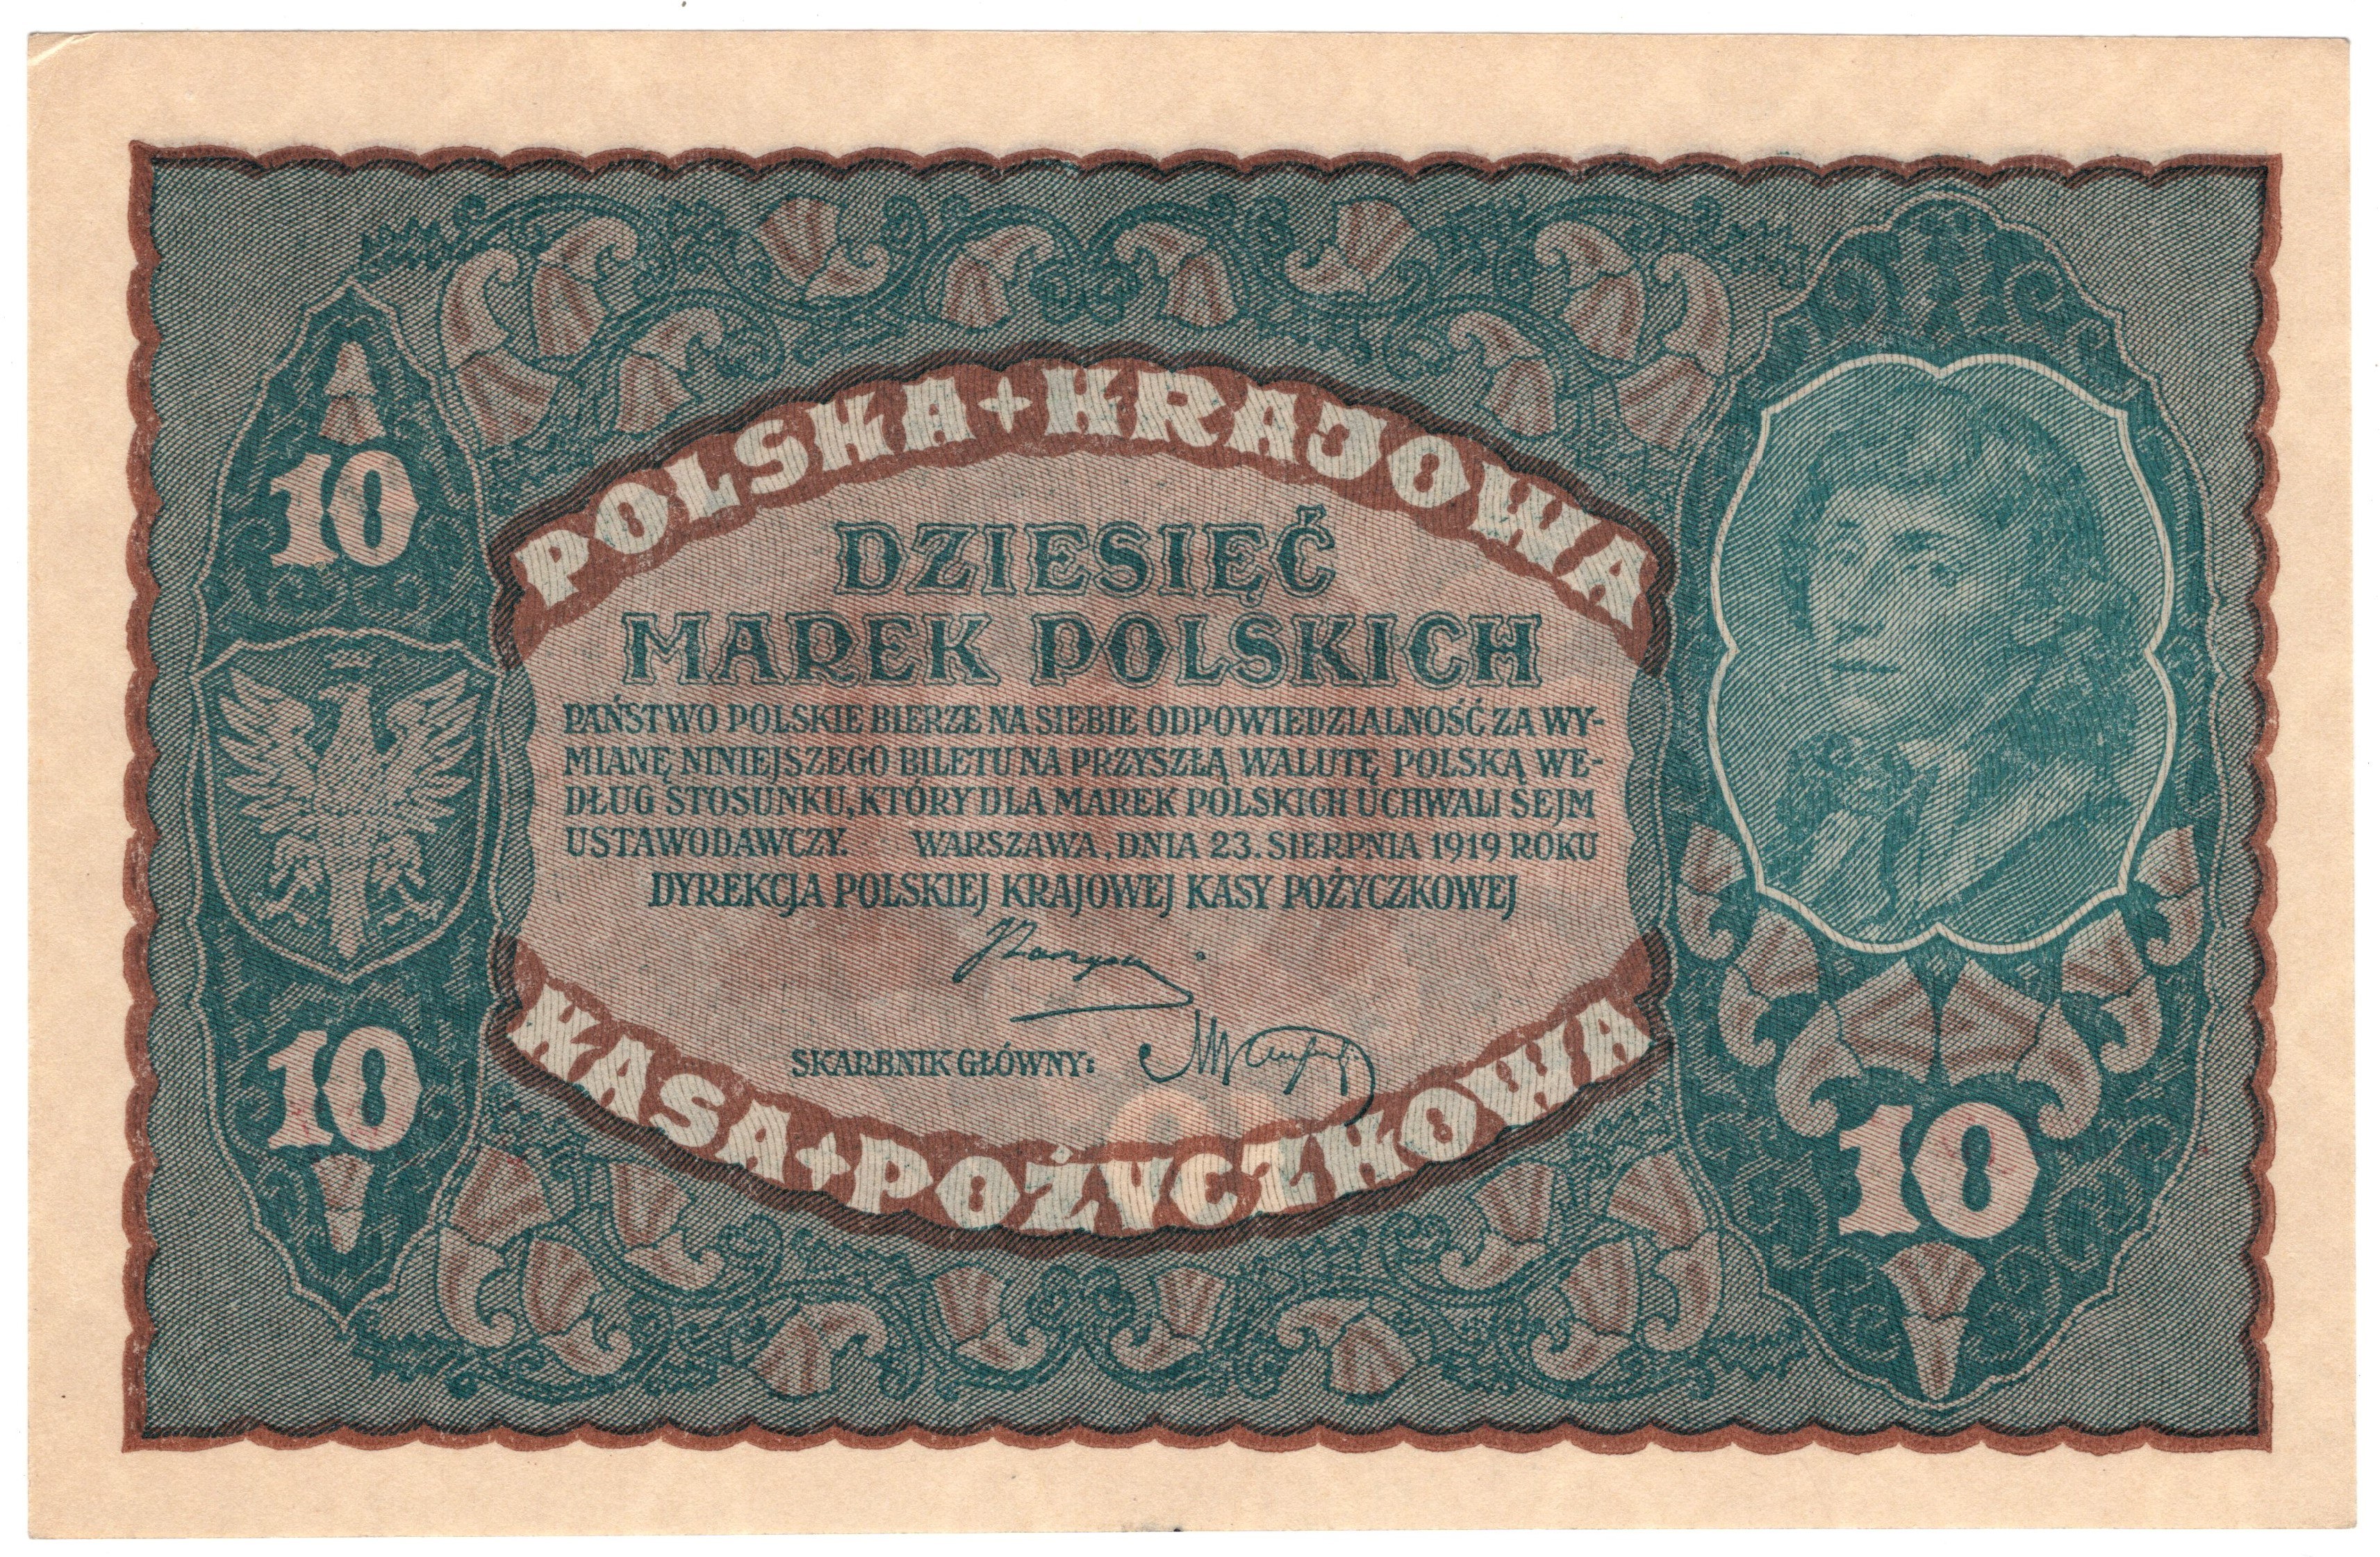 POLSKA + KRAJOWA
10
DZIESIĘĆ
MAREK POLSKICH
PAŃSTWO POLSKIE BIERZE NA SIEBIE ODPOWIEDZIALNOŚĆ ZA WY-
MIANĘ NINIEJSZEGO BILETU NA PRZYSZŁĄ WALUTĘ POLSKĄ WE-
DŁUG STOSUNKU, KTÓRY DLA MAREK POLSKICH UCHWALI SEJM
USTAWODAWCZY. WARSZAWA, DNIA 23. SIERPNIA 1919 ROKU
DYREKCJA POLSKIEJ KRAJOWEJ KASY POŻYCZKOWEJ
SKARBNIK GŁÓWNY:
10
KASA + POŻYCZKOWA
10